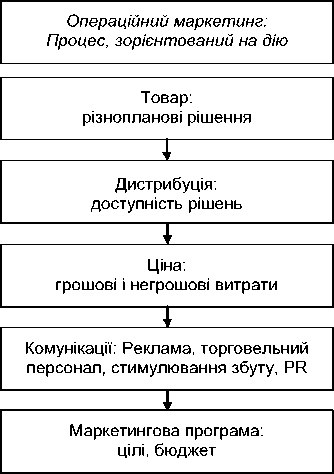 Операційний маркетинг:
Процес, зорієнтований на дію
Товар:
різнопланові рішення
Дистрибуція:
доступність рішень
Ціна:
грошові і негрошові витрати
Комунікації: Реклама, торговельний
персонал, стимулювання збуту, PR
Маркетингова програма:
цілі, бюджет